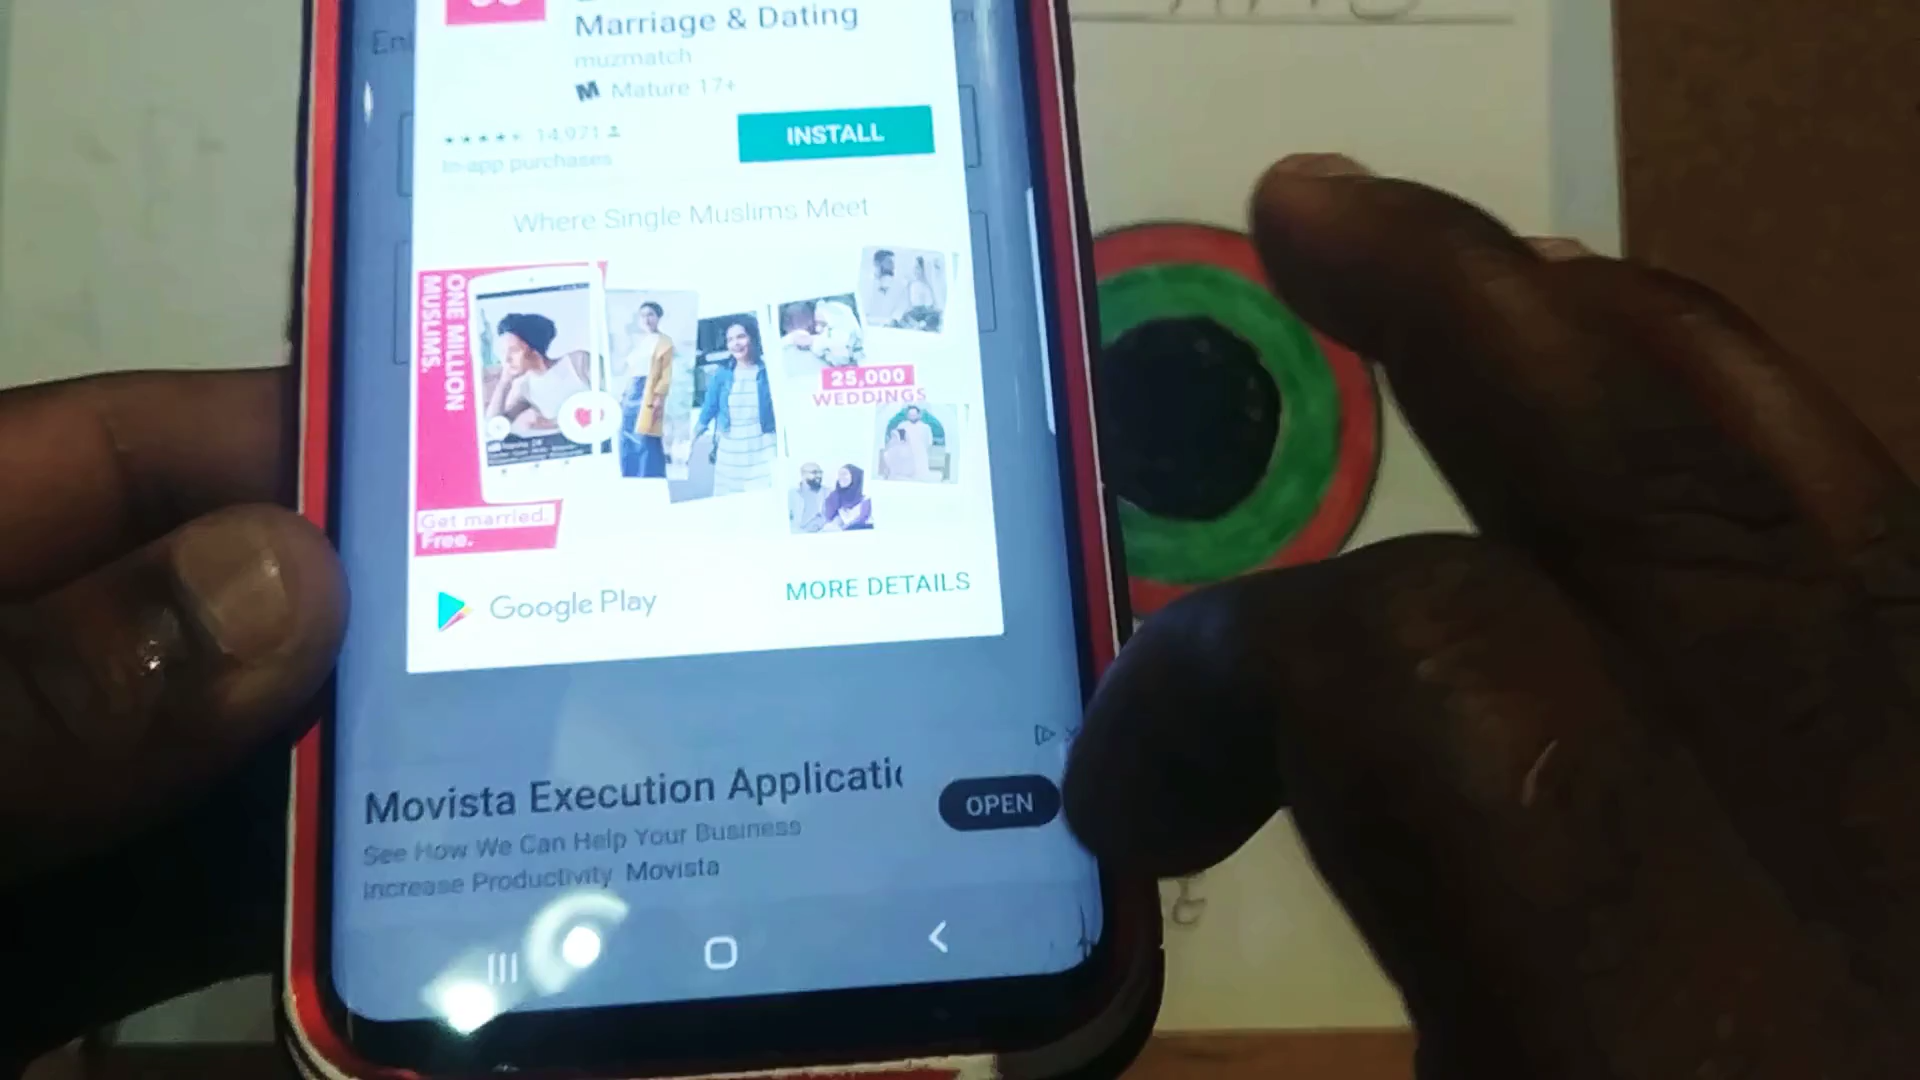 Marriage & Dating
muzmatch
Mature 17+
14,971
INSTALL
In-app purchases
Where Single Muslims Meet
ONE MILLION
MUSLIMS.
25,000
WEDDINGS
Get married.
Free.
Google Play
MORE DETAILS
Movista Execution Applicati
OPEN
See How We Can Help Your Business
Increase Productivity Movista